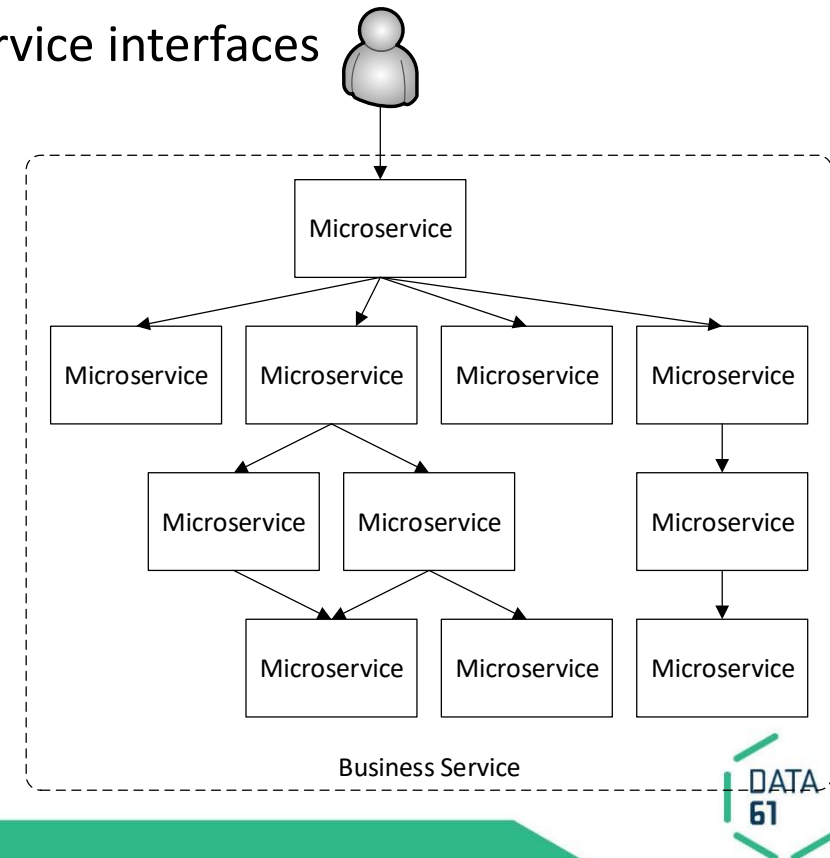 rvice interfaces
Microservice
Microservice Microservice Microservice Microservice
Microservice Microservice Microservice
Microservice Microservice Microservice
Business Service
DATA
61